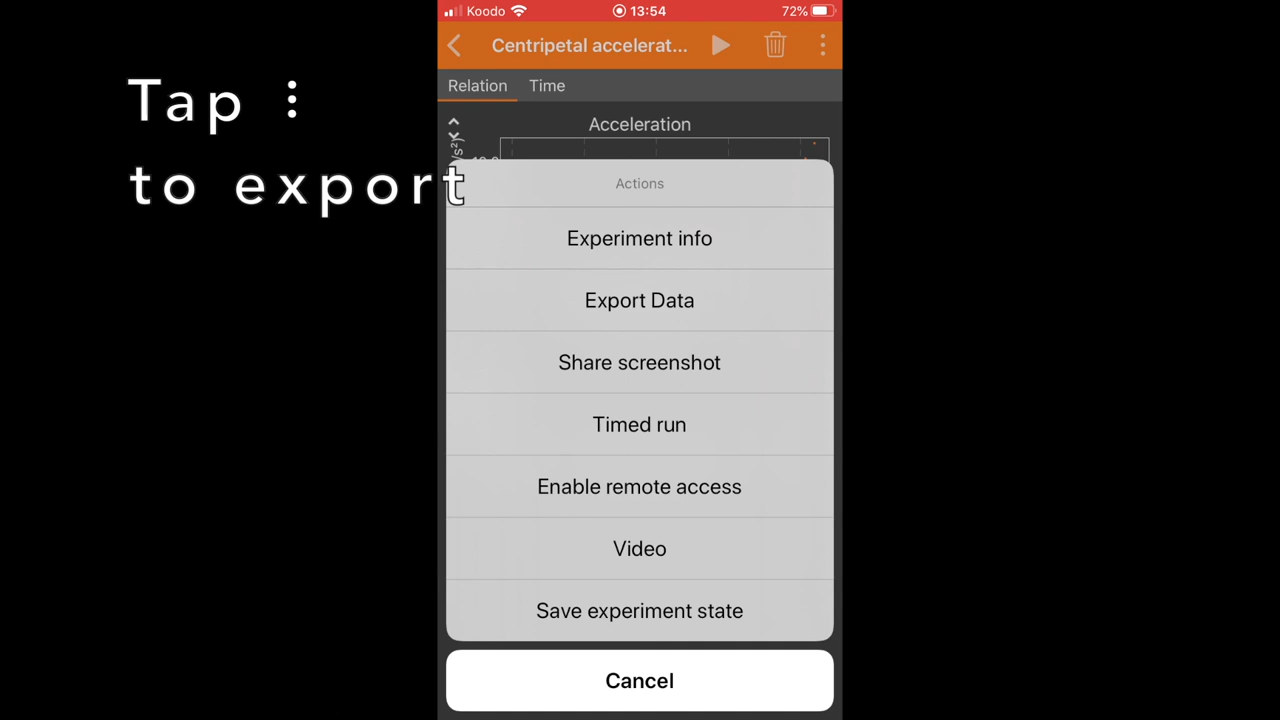 Koodo 13:54 72%
Centripetal accelerat...
Tap ⋮
to export
Relation Time
Acceleration
Actions
Experiment info
Export Data
Share screenshot
Timed run
Enable remote access
Video
Save experiment state
Cancel